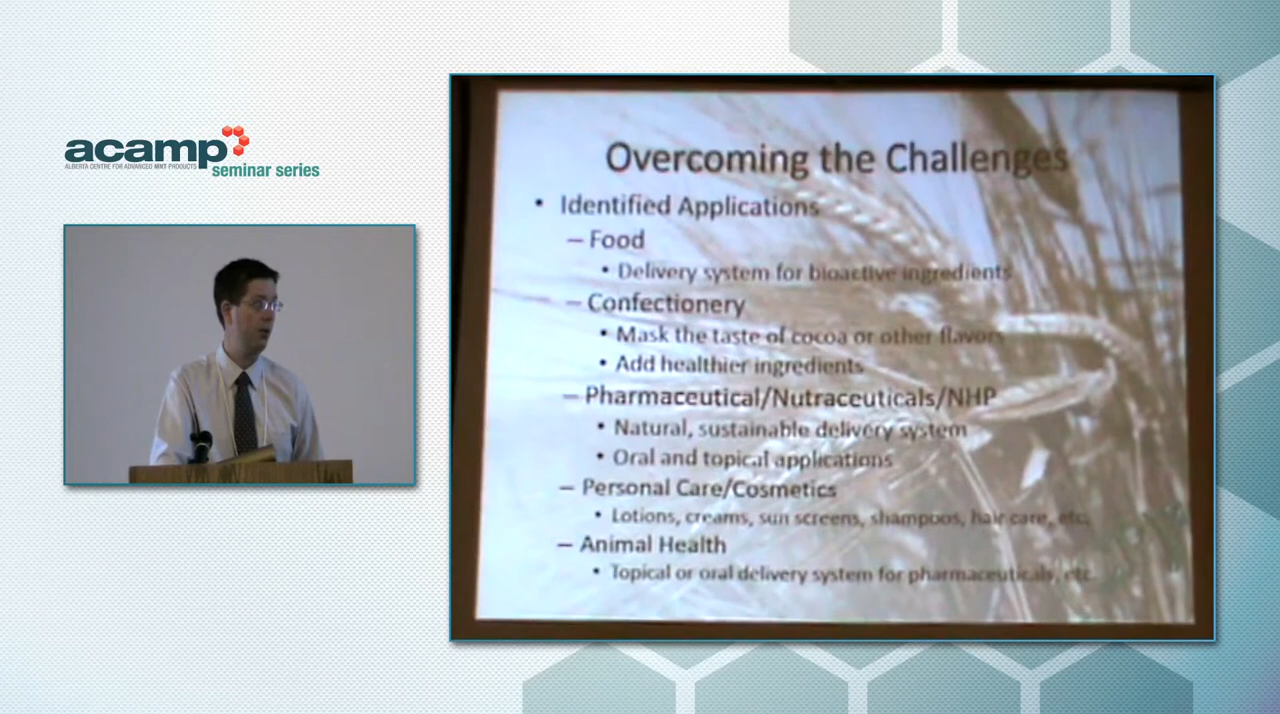 acamp
ALBERTA CENTRE FOR ADVANCED MNT PRODUCTS
seminar series
Overcoming the Challenges
• Identified Applications
– Food
• Delivery system for bioactive ingredients
– Confectionery
• Mask the taste of cocoa or other flavors
• Add healthier ingredients
– Pharmaceutical/Nutraceuticals/NHP
• Natural, sustainable delivery system
• Oral and topical applications
– Personal Care/Cosmetics
• Lotions, creams, sun screens, shampoos, hair care, etc.
– Animal Health
• Topical or oral delivery system for pharmaceuticals, etc.